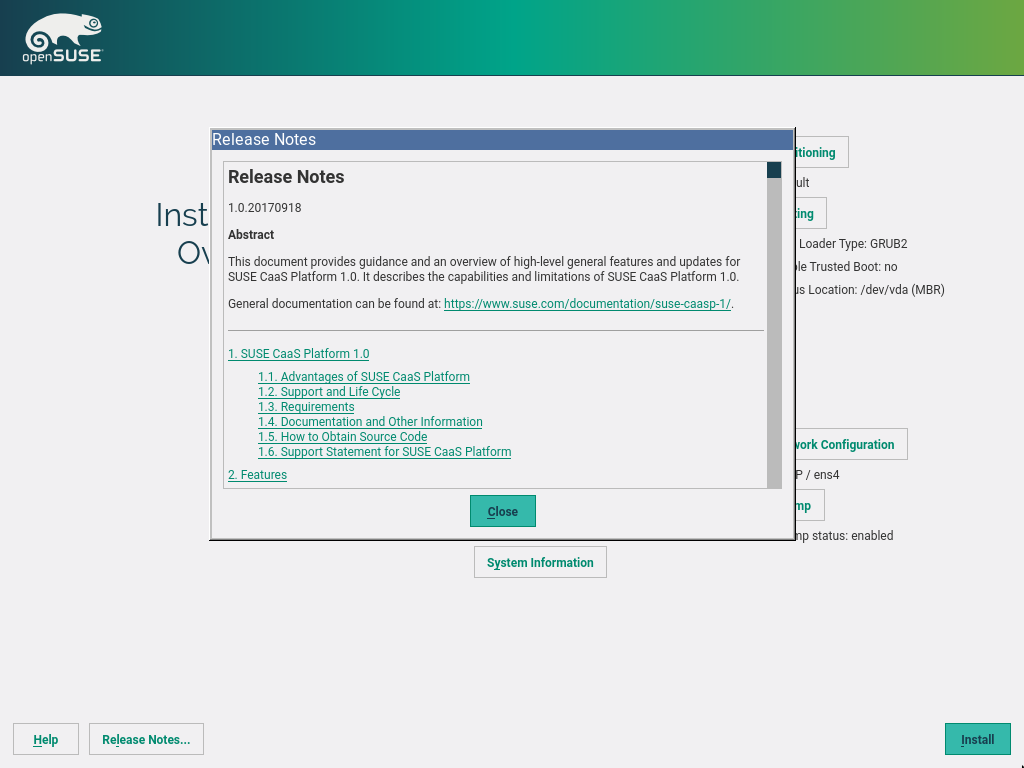 openSUSE
Release Notes
Release Notes
1.0.20170918
Abstract
This document provides guidance and an overview of high-level general features and updates for
SUSE CaaS Platform 1.0. It describes the capabilities and limitations of SUSE CaaS Platform 1.0.
General documentation can be found at: https://www.suse.com/documentation/suse-caasp-1/.
1. SUSE CaaS Platform 1.0
1.1. Advantages of SUSE CaaS Platform
1.2. Support and Life Cycle
1.3. Requirements
1.4. Documentation and Other Information
1.5. How to Obtain Source Code
1.6. Support Statement for SUSE CaaS Platform
2. Features
Close
Inst
Ov
itioning
ult
ing
Loader Type: GRUB2
le Trusted Boot: no
us Location: /dev/vda (MBR)
work Configuration
P / ens4
mp
mp status: enabled
System Information
Help
Release Notes...
Install